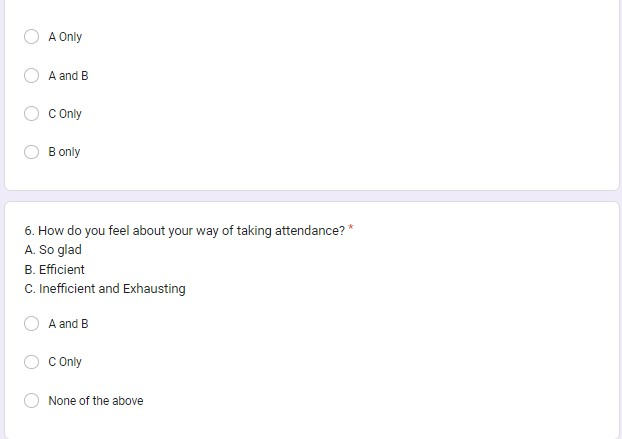 A Only
A and B
C Only
B only
6. How do you feel about your way of taking attendance? *
A. So glad
B. Efficient
C. Inefficient and Exhausting
A and B
C Only
None of the above